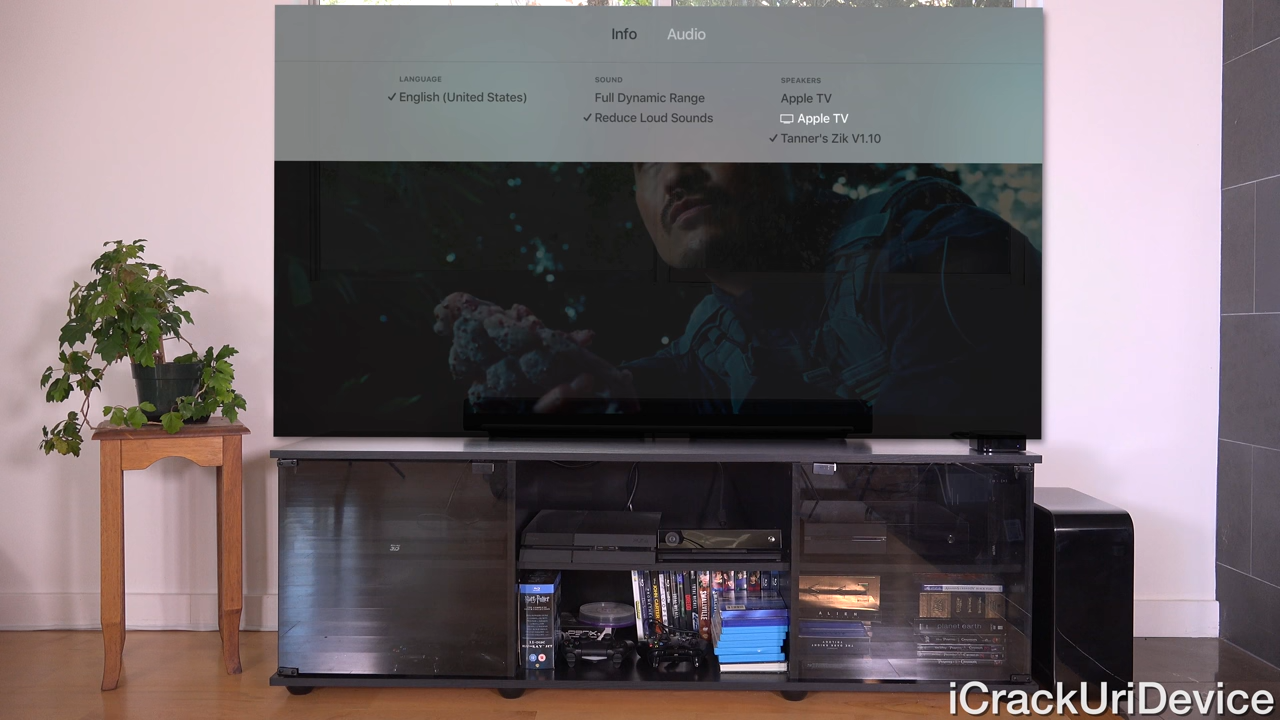 Info Audio
LANGUAGE
✓ English (United States)
SOUND
Full Dynamic Range
✓ Reduce Loud Sounds
SPEAKERS
Apple TV
Apple TV
✓ Tanner's Zik V1.10
Harry Potter
ALIEN
planet earth
iCrackUriDevice